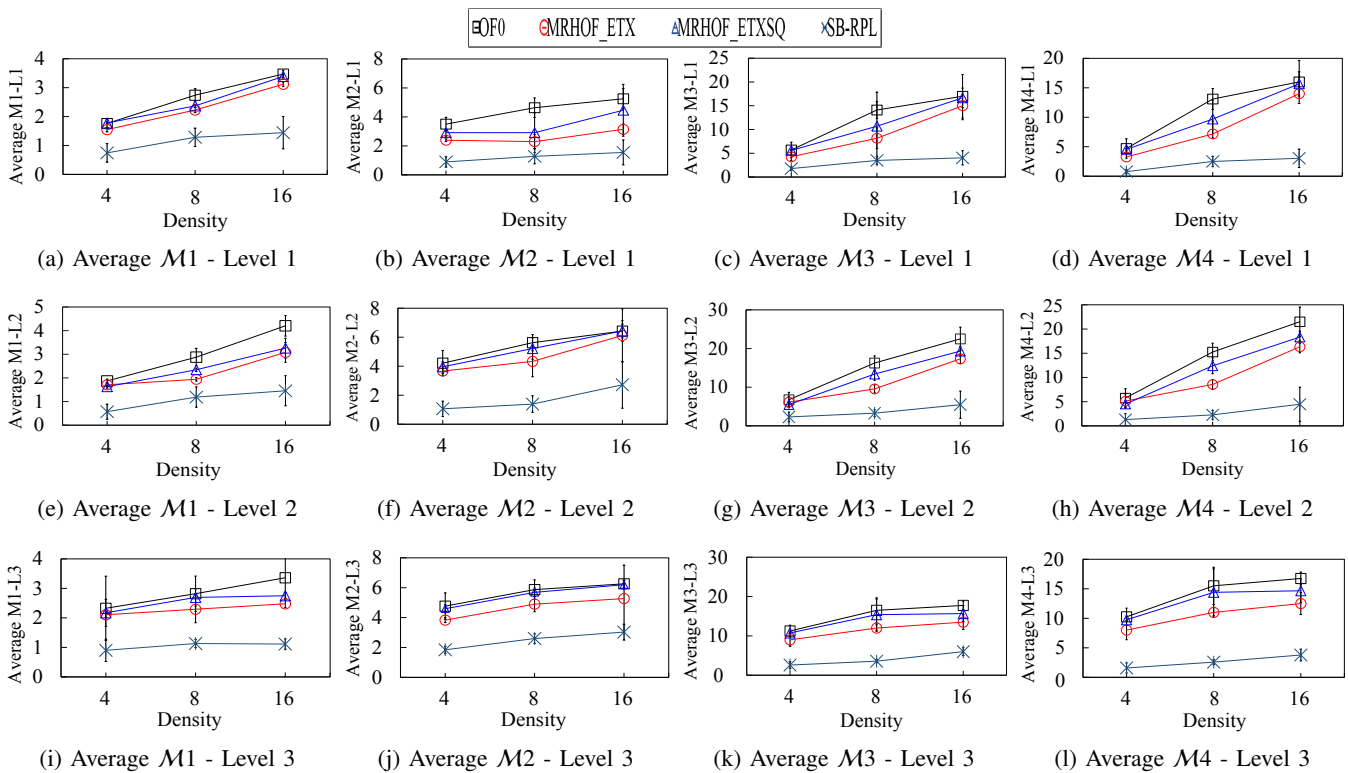 OF0 MRHOF_ETX MRHOF_ETXSQ SB-RPL
Average M1-L1
4
3
2
1
0
4 8 16
Density
(a) Average M1 - Level 1
Average M2-L1
8
6
4
2
0
4 8 16
Density
(b) Average M2 - Level 1
Average M3-L1
25
20
15
10
5
0
4 8 16
Density
(c) Average M3 - Level 1
Average M4-L1
20
15
10
5
0
4 8 16
Density
(d) Average M4 - Level 1
Average M1-L2
5
4
3
2
1
0
4 8 16
Density
(e) Average M1 - Level 2
Average M2- L2
8
6
4
2
0
4 8 16
Density
(f) Average M2 - Level 2
Average M3-L2
30
20
10
0
4 8 16
Density
(g) Average M3 - Level 2
Average M4-L2
25
20
15
10
5
0
4 8 16
Density
(h) Average M4 - Level 2
Average M1-L3
4
3
2
1
0
4 8 16
Density
(i) Average M1 - Level 3
Average M2-L3
8
6
4
2
0
4 8 16
Density
(j) Average M2 - Level 3
Average M3-L3
30
20
10
0
4 8 16
Density
(k) Average M3 - Level 3
Average M4-L3
20
15
10
5
0
4 8 16
Density
(l) Average M4 - Level 3